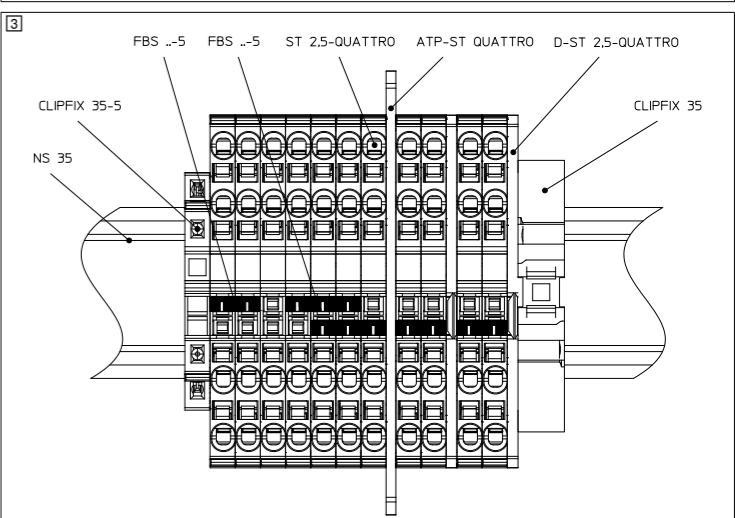 3
FBS ..-5 FBS ..-5 ST 2,5-QUATTRO ATP-ST QUATTRO D-ST 2,5-QUATTRO
CLIPFIX 35-5 CLIPFIX 35
NS 35